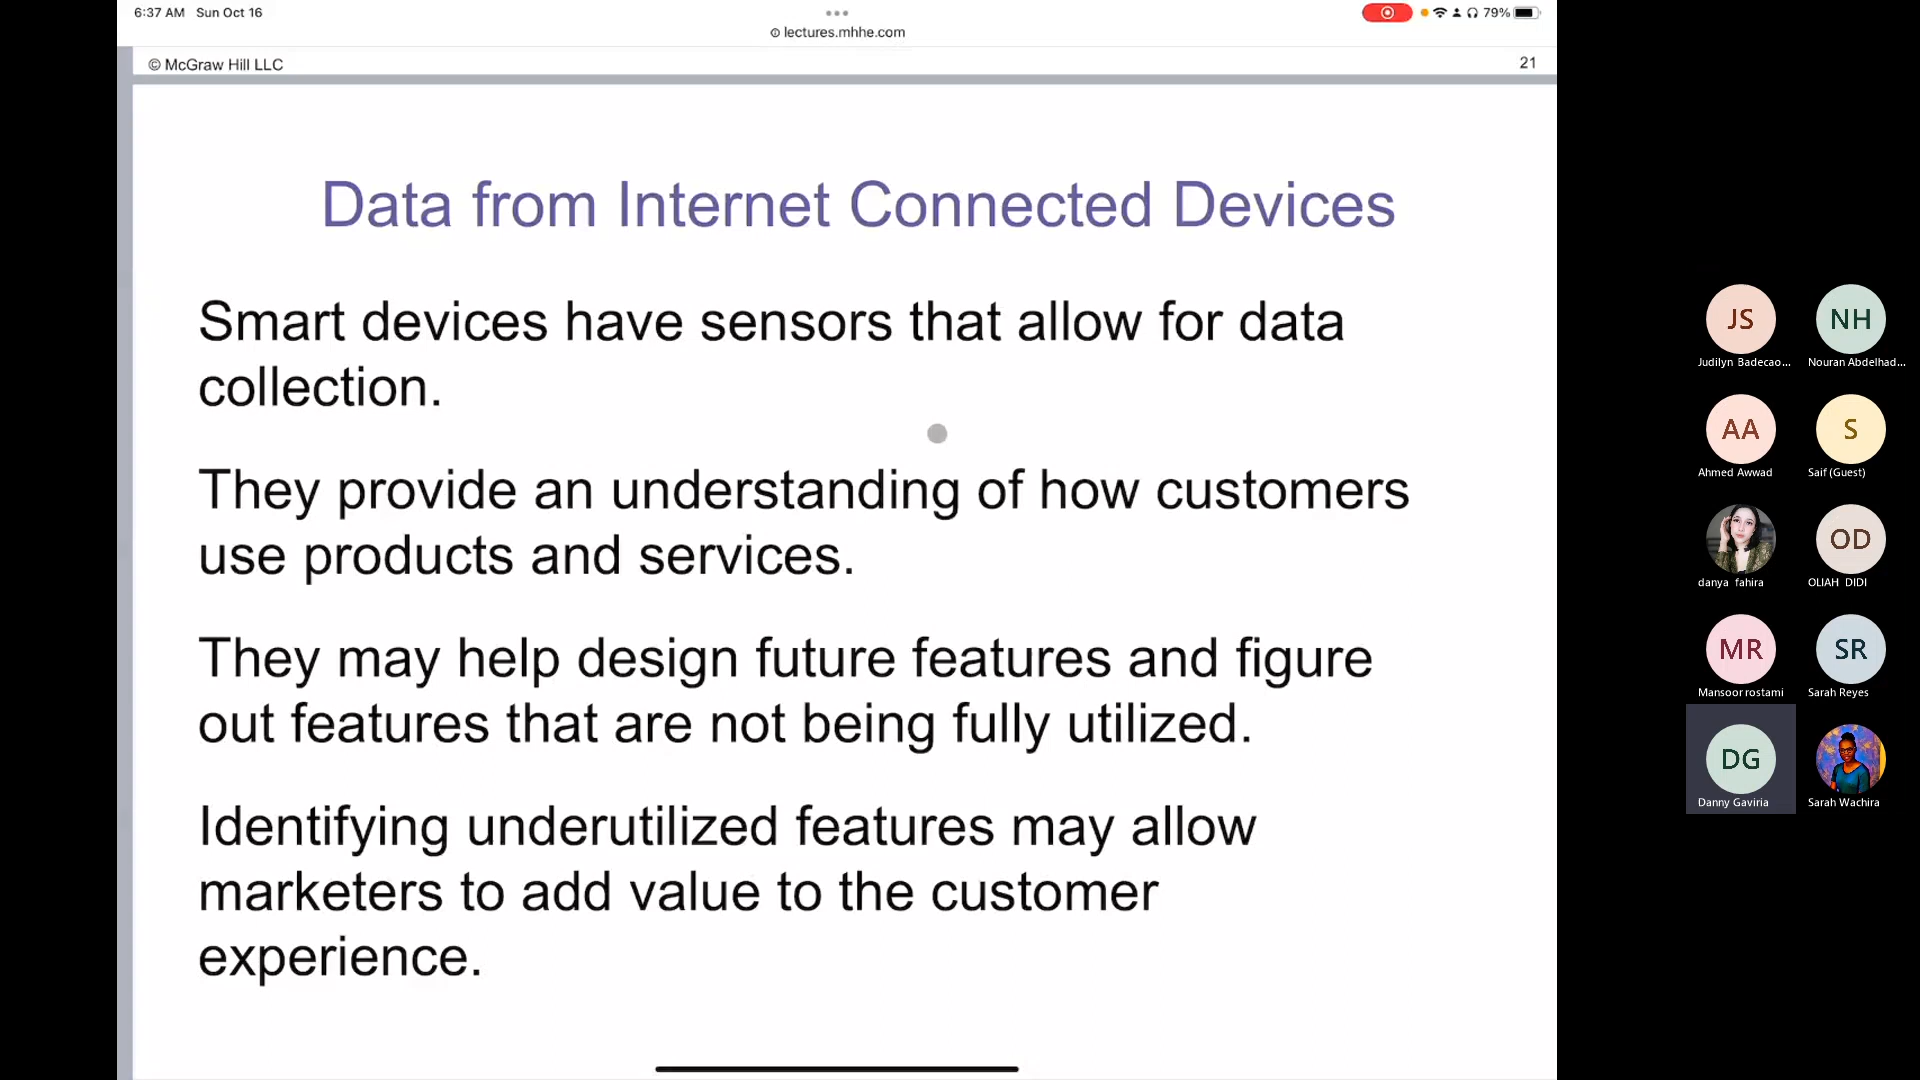 6:37 AM Sun Oct 16
79%
lectures.mhhe.com
© McGraw Hill LLC
21
Data from Internet Connected Devices
Smart devices have sensors that allow for data
collection.
They provide an understanding of how customers
use products and services.
They may help design future features and figure
out features that are not being fully utilized.
Identifying underutilized features may allow
marketers to add value to the customer
experience.
JS
NH
Judilyn Badecao...
Nouran Abdelhad...
AA
S
Ahmed Awwad
Saif (Guest)
OD
danya fahira
OLIAH DIDI
MR
SR
Mansoor rostami
Sarah Reyes
DG
Danny Gaviria
Sarah Wachira